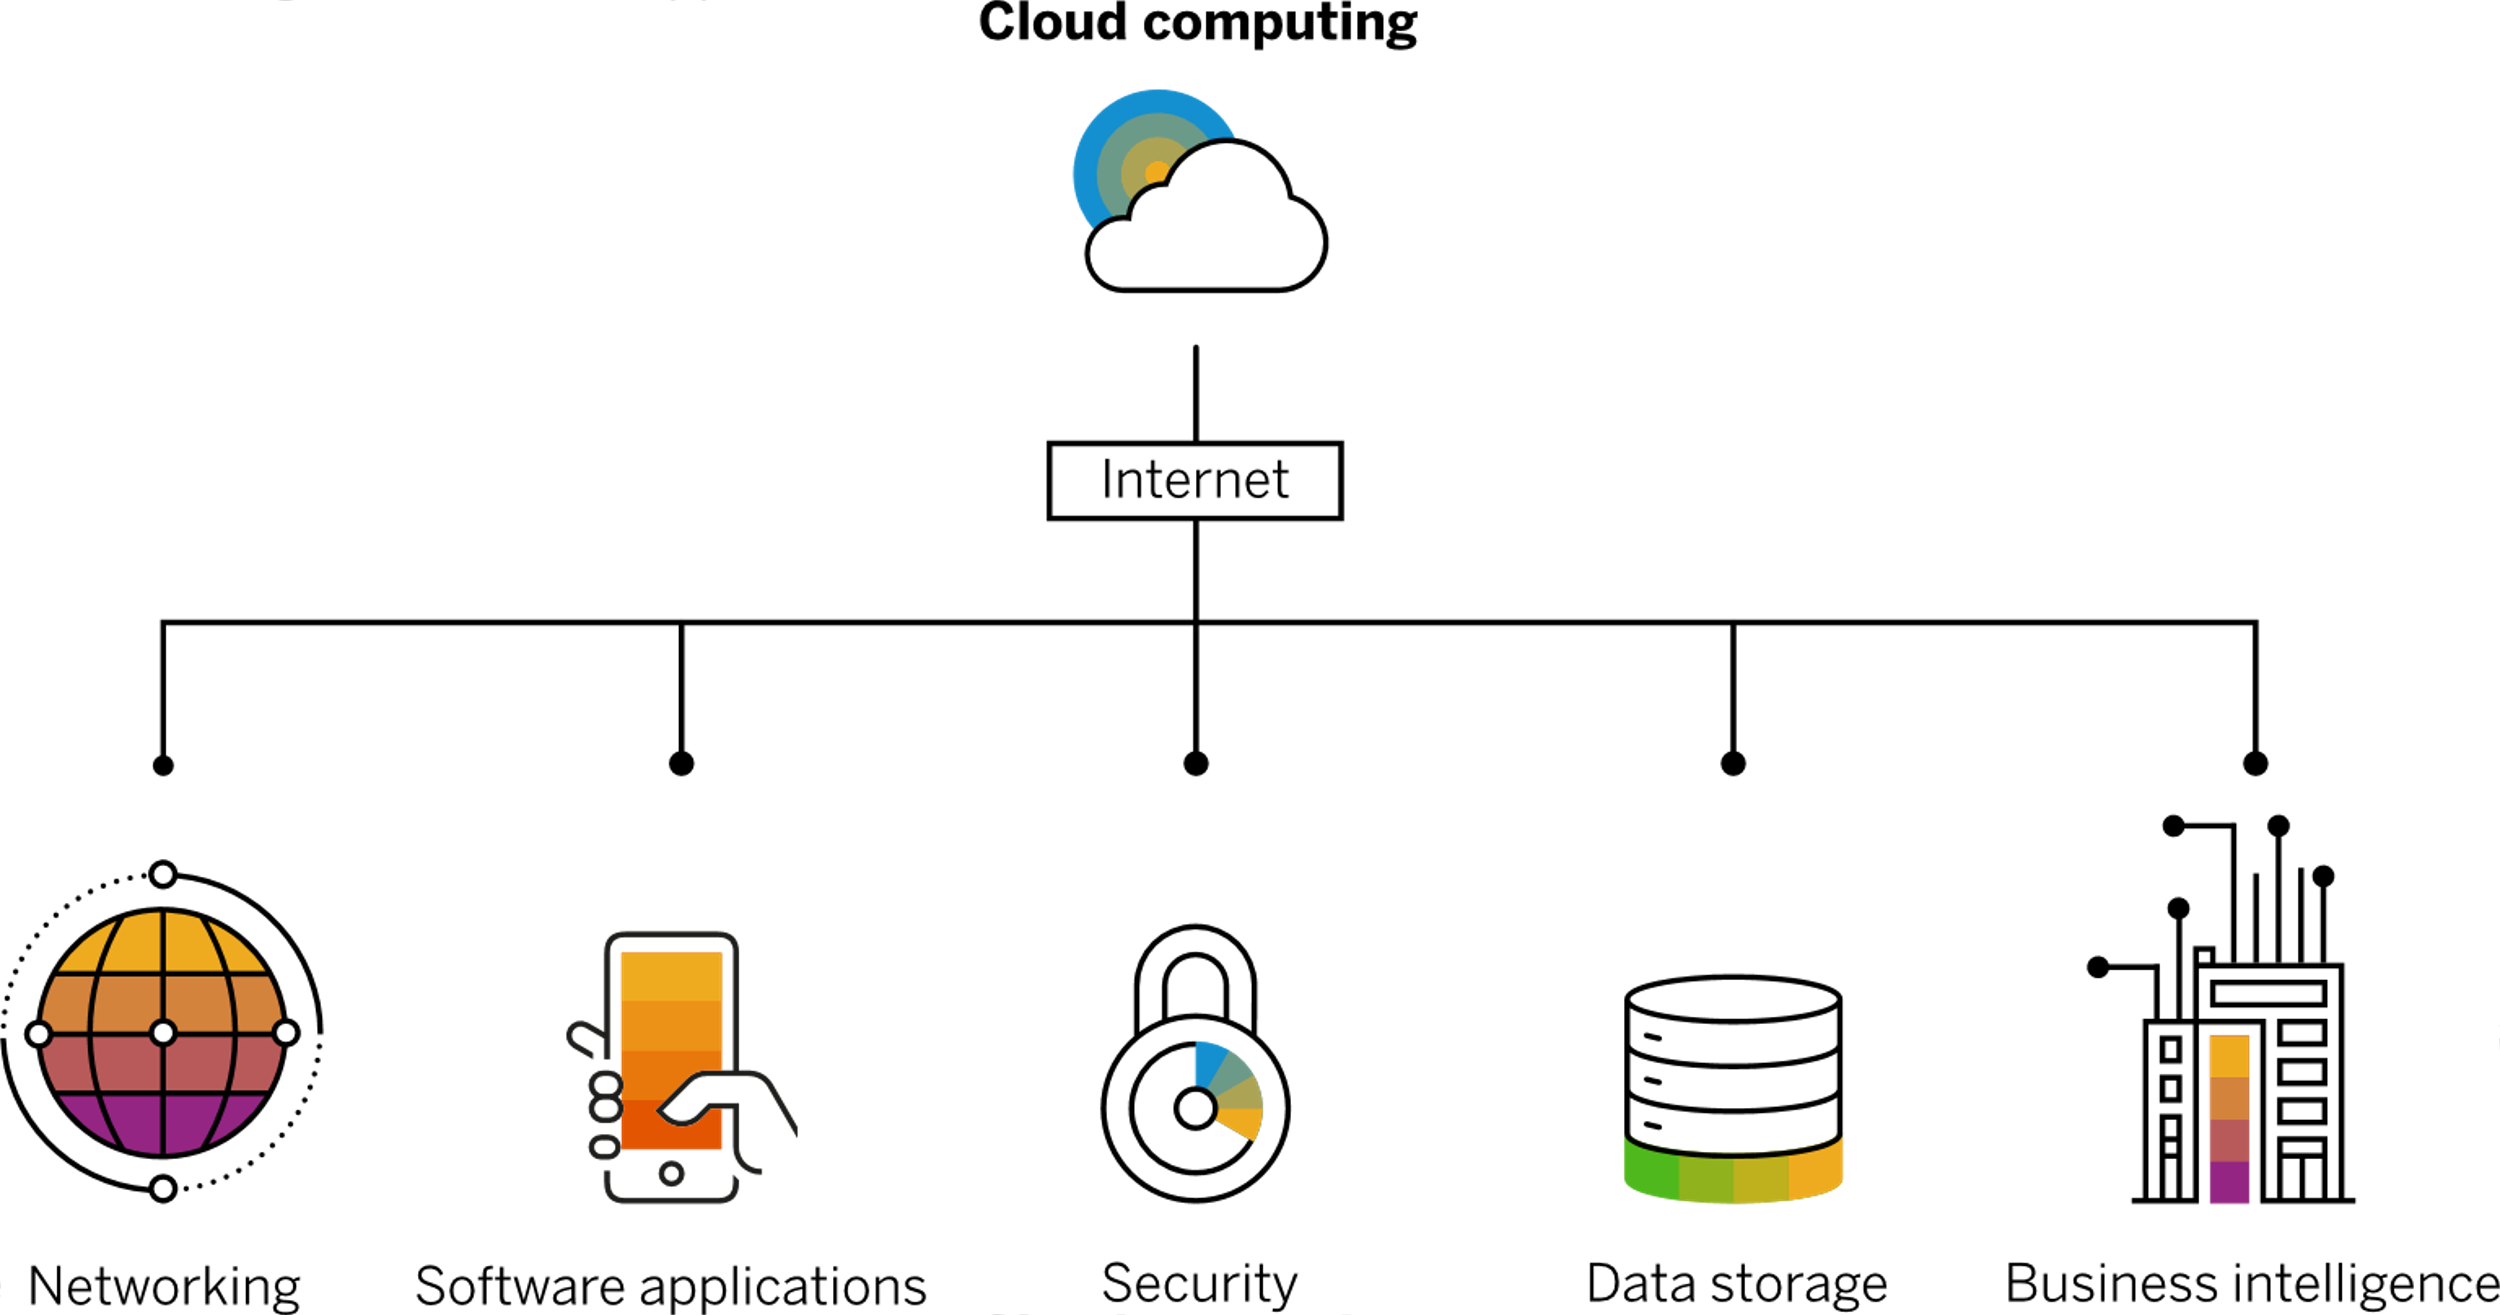 Cloud computing
Internet
Networking
Software applications
Security
Data storage
Business intelligence